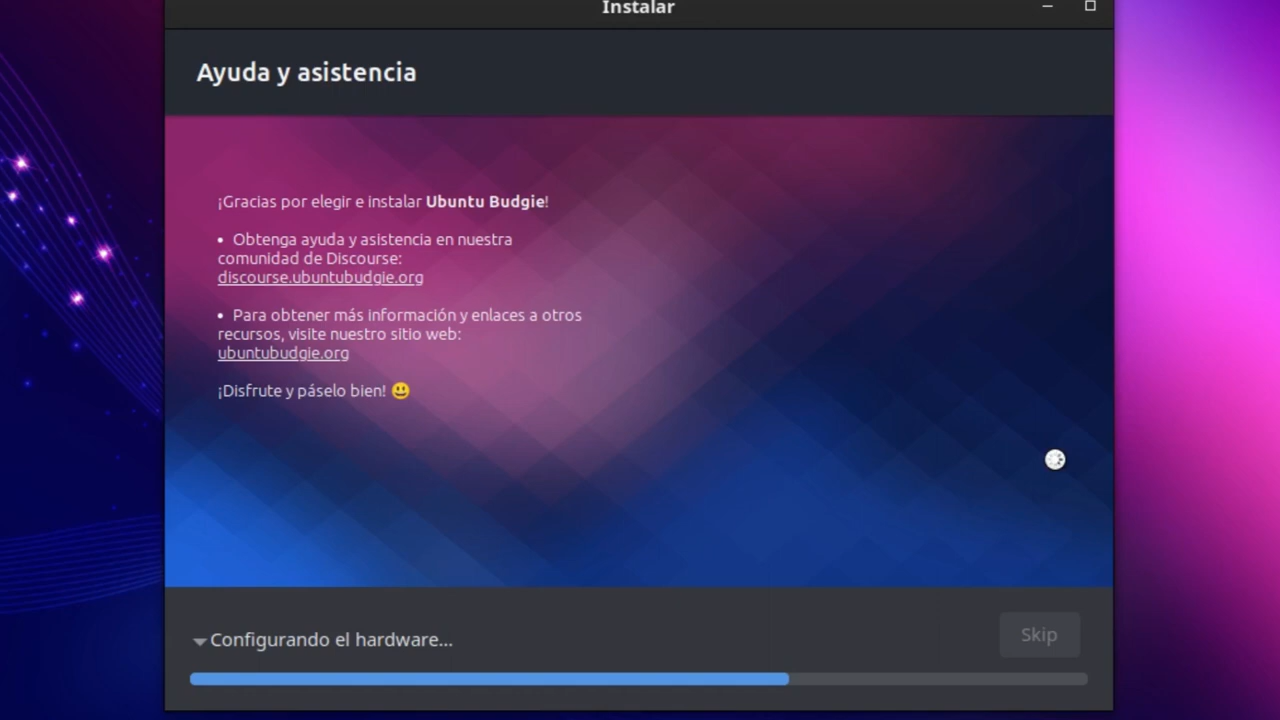 Instalar
Ayuda y asistencia
¡Gracias por elegir e instalar Ubuntu Budgie!
• Obtenga ayuda y asistencia en nuestra
comunidad de Discourse:
discourse.ubuntubudgie.org
• Para obtener más información y enlaces a otros
recursos, visite nuestro sitio web:
ubuntubudgie.org
¡Disfrute y páselo bien! 😃
Configurando el hardware...
Skip